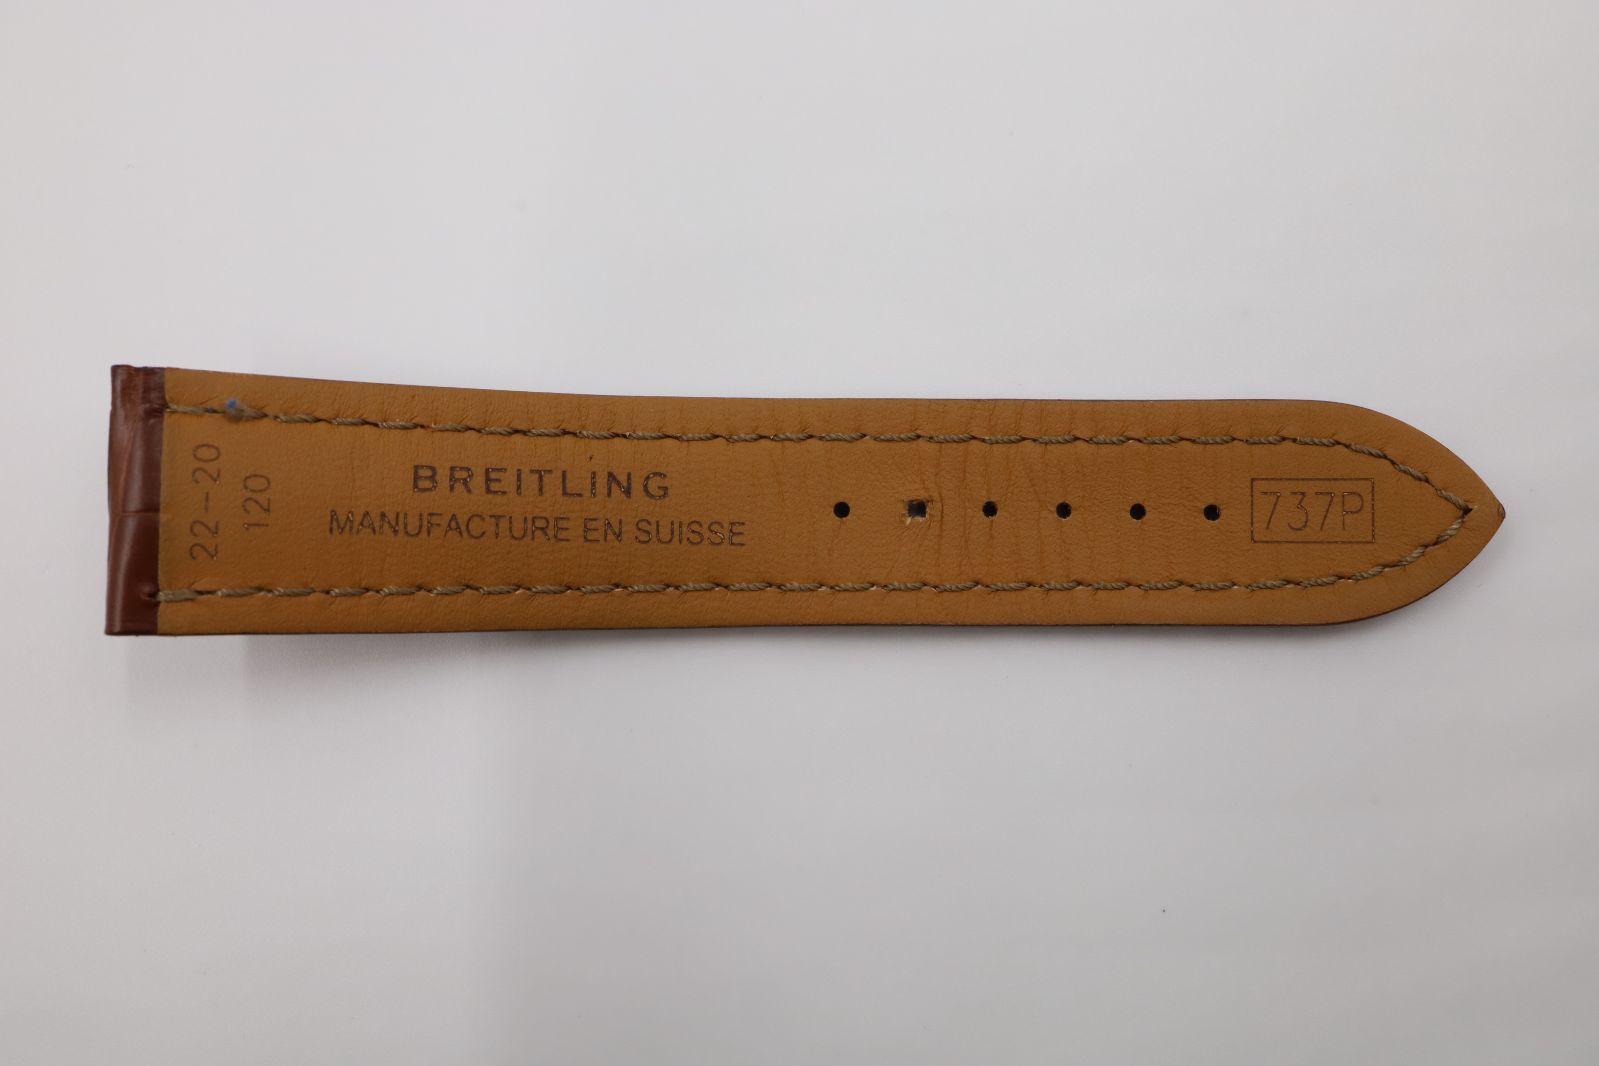 22-20
120
BREITLING
MANUFACTURE EN SUISSE
737P